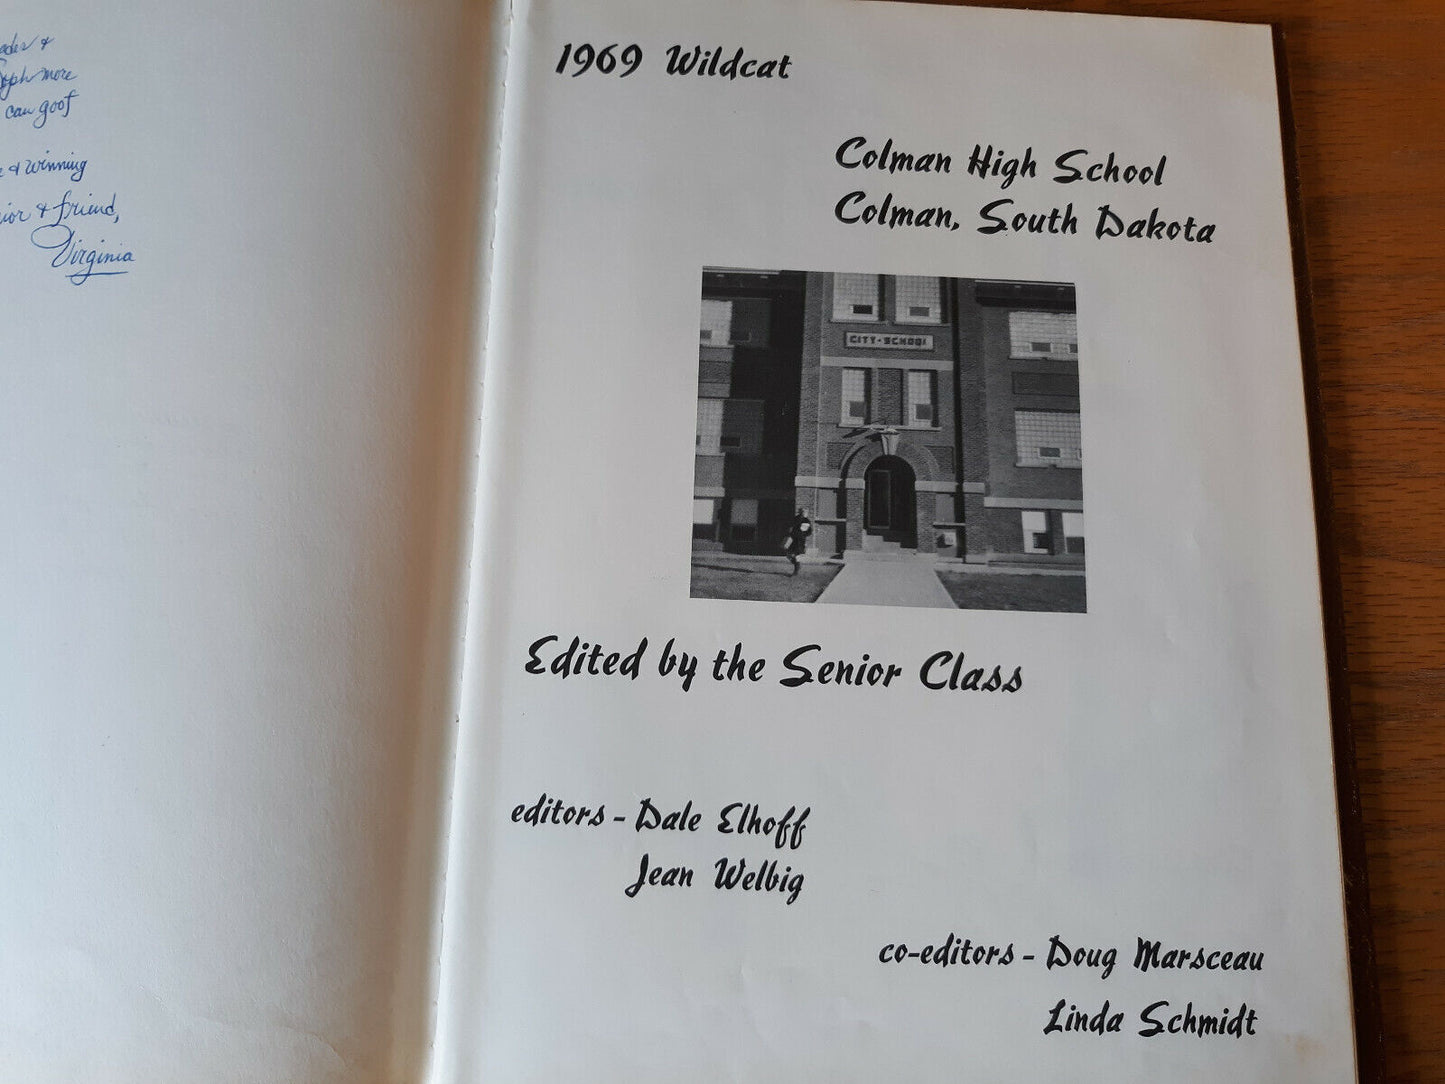 & 
more
can goof
& winning
& friend,
Virginia
1969 Wildcat
Colman High School
Colman, South Dakota
CITY-SCHOOL
Edited by the Senior Class
editors - Dale Elhoff
Jean Welbig
co-editors - Doug Marsceau
Linda Schmidt